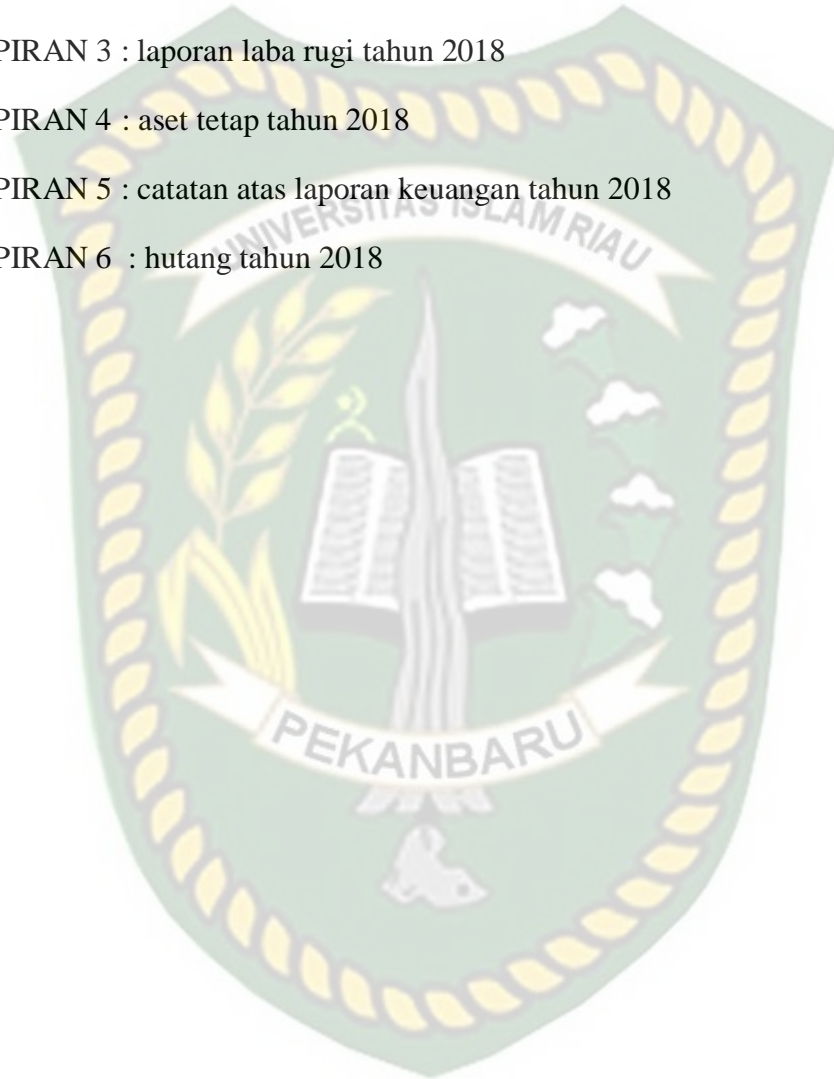 PIRAN 3 : laporan laba rugi tahun 2018
PIRAN 4 : aset tetap tahun 2018
PIRAN 5 : catatan atas laporan keuangan tahun 2018
PIRAN 6 : hutang tahun 2018
UNIVERSITAS ISLAM RIAU
PEKANBARU